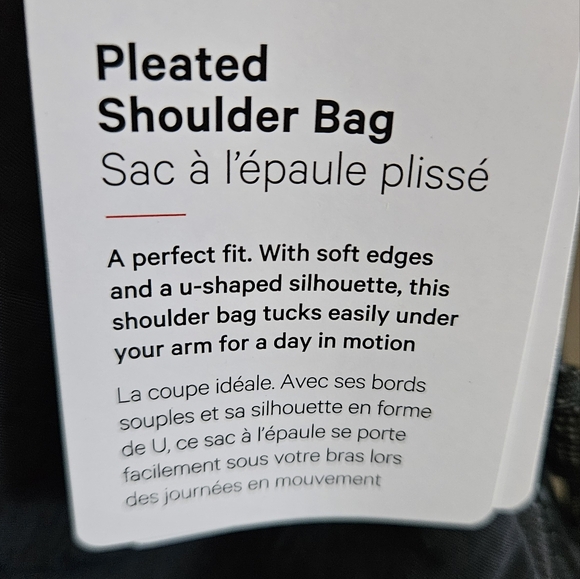 Pleated
Shoulder Bag
Sac à l'épaule plissé
A perfect fit. With soft edges
and a u-shaped silhouette, this
shoulder bag tucks easily under
your arm for a day in motion
La coupe idéale. Avec ses bords
souples et sa silhouette en forme
de U, ce sac à l'épaule se porte
facilement sous votre bras lors
des journées en mouvement